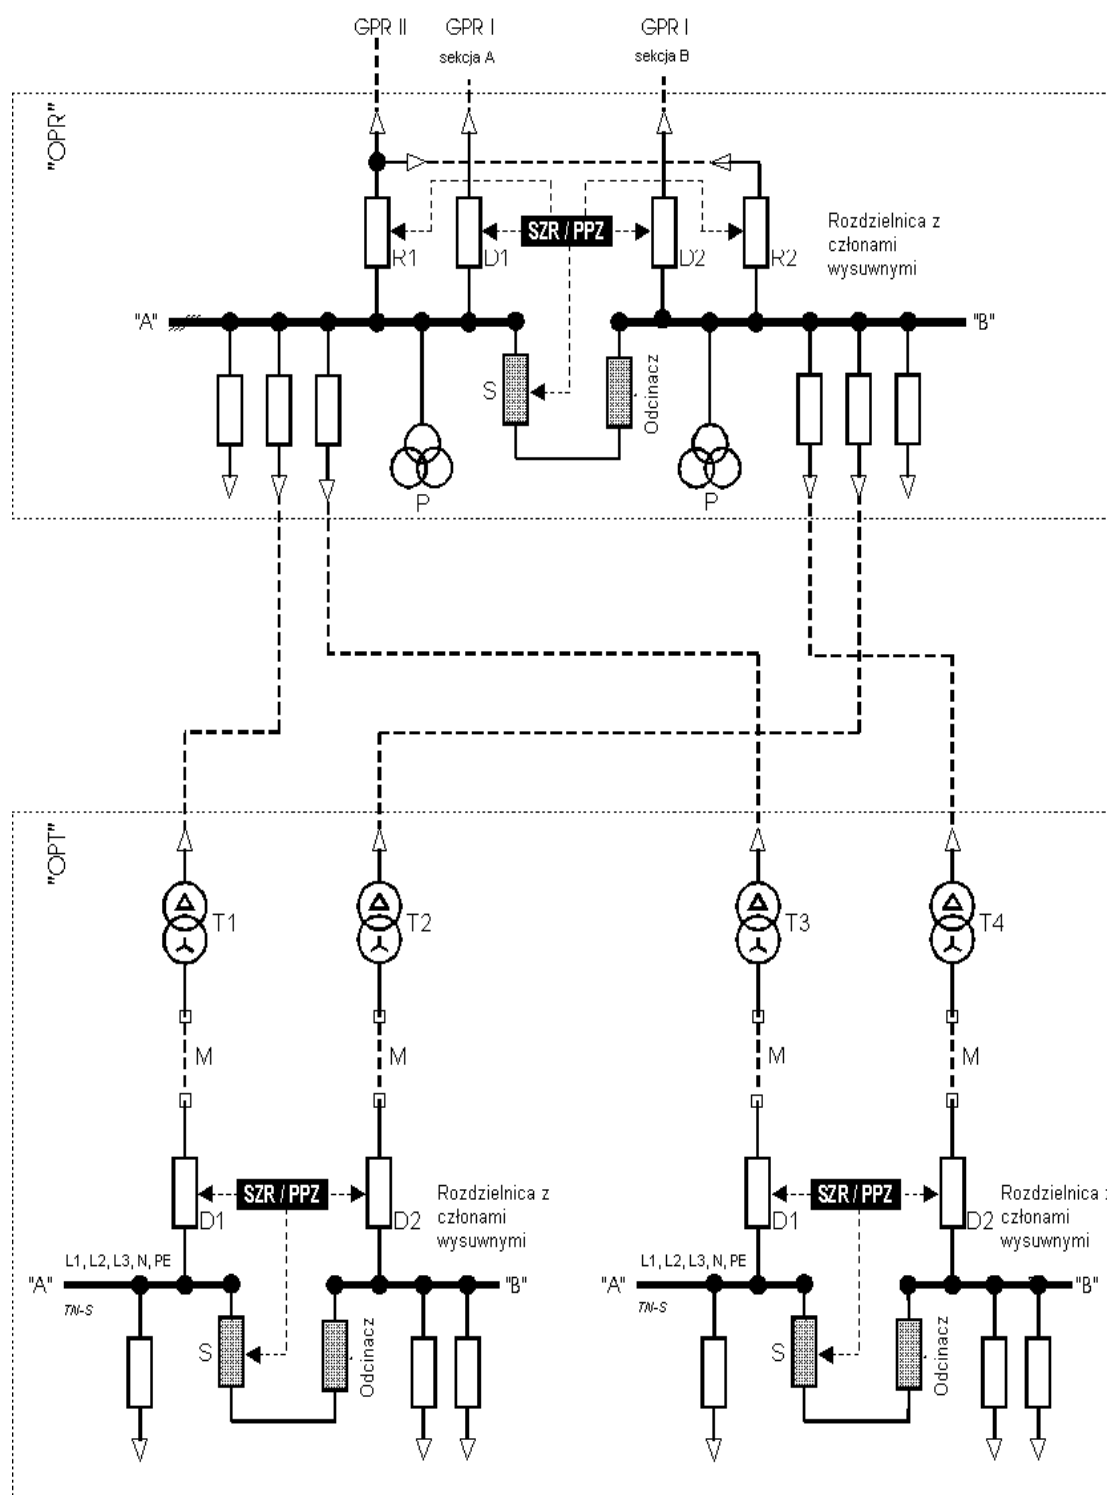 GPR II
GPR I
sekcja A
GPR I
sekcja B
"OPR"
SZR / PPZ
R1
D1
D2
R2
Rozdzielnica z
członami
wysuwnymi
"A"
"B"
S
Odcinacz
P
P
"OPT"
T1
T2
T3
T4
M
M
M
M
SZR / PPZ
D1
D2
Rozdzielnica z
członami
wysuwnymi
SZR / PPZ
D1
D2
Rozdzielnica z
członami
wysuwnymi
L1, L2, L3, N, PE
"A"
"B"
TN-S
S
Odcinacz
L1, L2, L3, N, PE
"A"
"B"
TN-S
S
Odcinacz